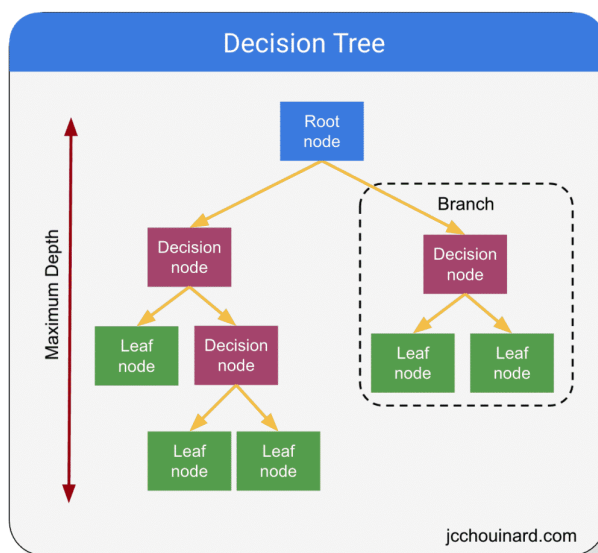 Decision Tree
Root
node
Branch
Decision
node
Decision
node
Maximum Depth
Leaf
node
Decision
node
Leaf
node
Leaf
node
Leaf
node
Leaf
node
jcchouinard.com